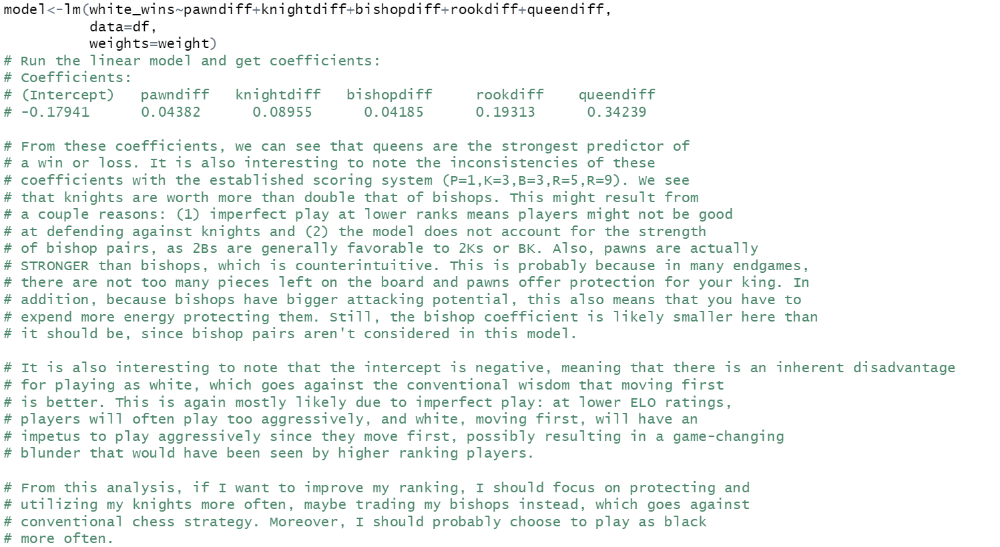 model<-lm(white_wins~pawndiff+knightdiff+bishopdiff+rookdiff+queendiff,
data=df,
weights=weight)
# Run the linear model and get coefficients:
# Coefficients:
# (Intercept) pawndiff knightdiff bishopdiff rookdiff queendiff
# -0.17941 0.04382 0.08955 0.04185 0.19313 0.34239
# From these coefficients, we can see that queens are the strongest predictor of
# a win or loss. It is also interesting to note the inconsistencies of these
# coefficients with the established scoring system (P=1,K=3,B=3,R=5,R=9). We see
# that knights are worth more than double that of bishops. This might result from
# a couple reasons: (1) imperfect play at lower ranks means players might not be good
# at defending against knights and (2) the model does not account for the strength
# of bishop pairs, as 2Bs are generally favorable to 2Ks or BK. Also, pawns are actually
# STRONGER than bishops, which is counterintuitive. This is probably because in many endgames,
# there are not too many pieces left on the board and pawns offer protection for your king. In
# addition, because bishops have bigger attacking potential, this also means that you have to
# expend more energy protecting them. Still, the bishop coefficient is likely smaller here than
# it should be, since bishop pairs aren't considered in this model.
# It is also interesting to note that the intercept is negative, meaning that there is an inherent disadvantage
# for playing as white, which goes against the conventional wisdom that moving first
# is better. This is again mostly likely due to imperfect play: at lower ELO ratings,
# players will often play too aggressively, and white, moving first, will have an
# impetus to play aggressively since they move first, possibly resulting in a game-changing
# blunder that would have been seen by higher ranking players.
# From this analysis, if I want to improve my ranking, I should focus on protecting and
# utilizing my knights more often, maybe trading my bishops instead, which goes against
# conventional chess strategy. Moreover, I should probably choose to play as black
# more often.